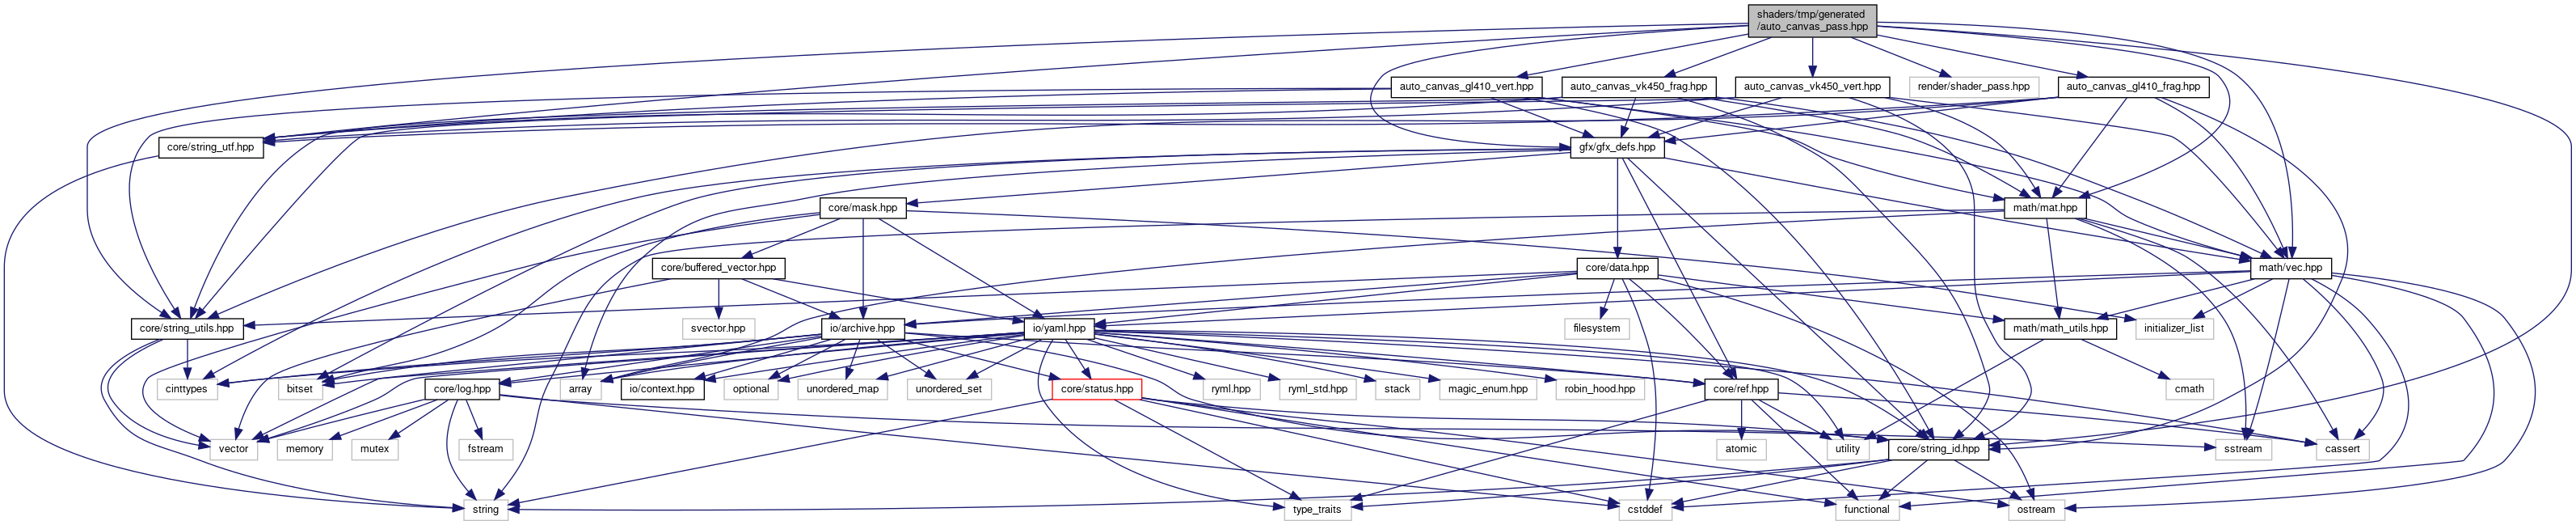 shaders/tmp/generated
/auto_canvas_pass.hpp
auto_canvas_gl410_vert.hpp
auto_canvas_vk450_frag.hpp
auto_canvas_vk450_vert.hpp
render/shader_pass.hpp
auto_canvas_gl410_frag.hpp
core/string_utf.hpp
gfx/gfx_defs.hpp
core/mask.hpp
math/mat.hpp
core/buffered_vector.hpp
core/data.hpp
math/vec.hpp
core/string_utils.hpp
svector.hpp
io/archive.hpp
io/yaml.hpp
filesystem
math/math_utils.hpp
initializer_list
cinttypes
bitset
core/log.hpp
array
io/context.hpp
optional
unordered_map
unordered_set
core/status.hpp
ryml.hpp
ryml_std.hpp
stack
magic_enum.hpp
robin_hood.hpp
core/ref.hpp
cmath
vector
memory
mutex
fstream
atomic
utility
core/string_id.hpp
sstream
cassert
string
type_traits
cstddef
functional
ostream